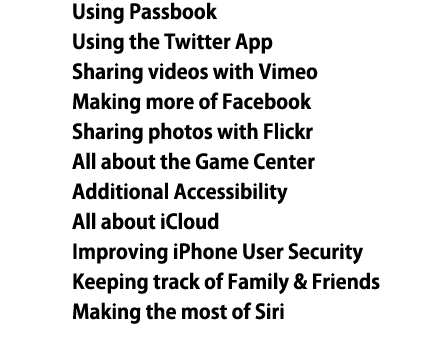 Using Passbook
Using the Twitter App
Sharing videos with Vimeo
Making more of Facebook
Sharing photos with Flickr
All about the Game Center
Additional Accessibility
All about iCloud
Improving iPhone User Security
Keeping track of Family & Friends
Making the most of Siri